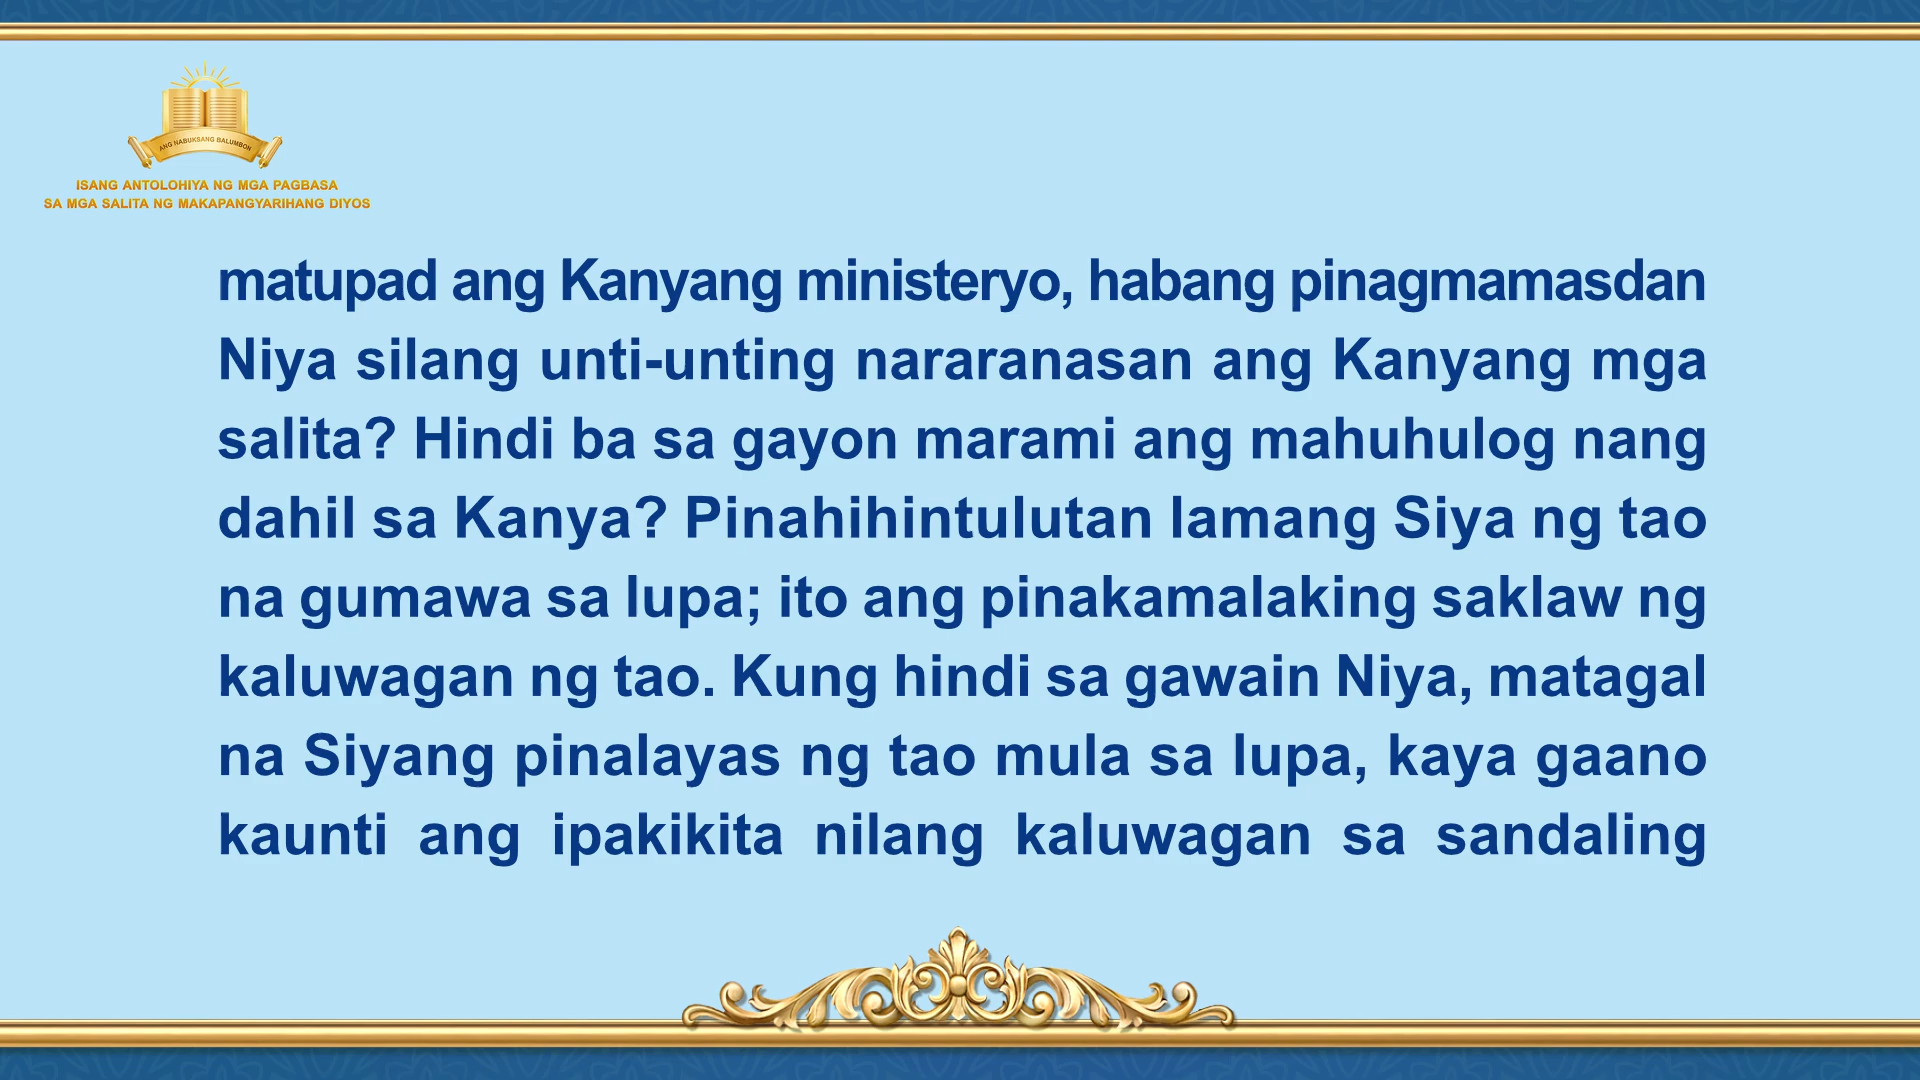 ANG NABUKSANG BALUMBON
ISANG ANTOLOHIYA NG MGA PAGBASA
SA MGA SALITA NG MAKAPANGYARIHANG DIYOS
matupad ang Kanyang ministeryo, habang pinagmamasdan
Niya silang unti-unting nararanasan ang Kanyang mga
salita? Hindi ba sa gayon marami ang mahuhulog nang
dahil sa Kanya? Pinahihintulutan lamang Siya ng tao
na gumawa sa lupa; ito ang pinakamalaking saklaw ng
kaluwagan ng tao. Kung hindi sa gawain Niya, matagal
na Siyang pinalayas ng tao mula sa lupa, kaya gaano
kaunti ang ipakikita nilang kaluwagan sa sandaling